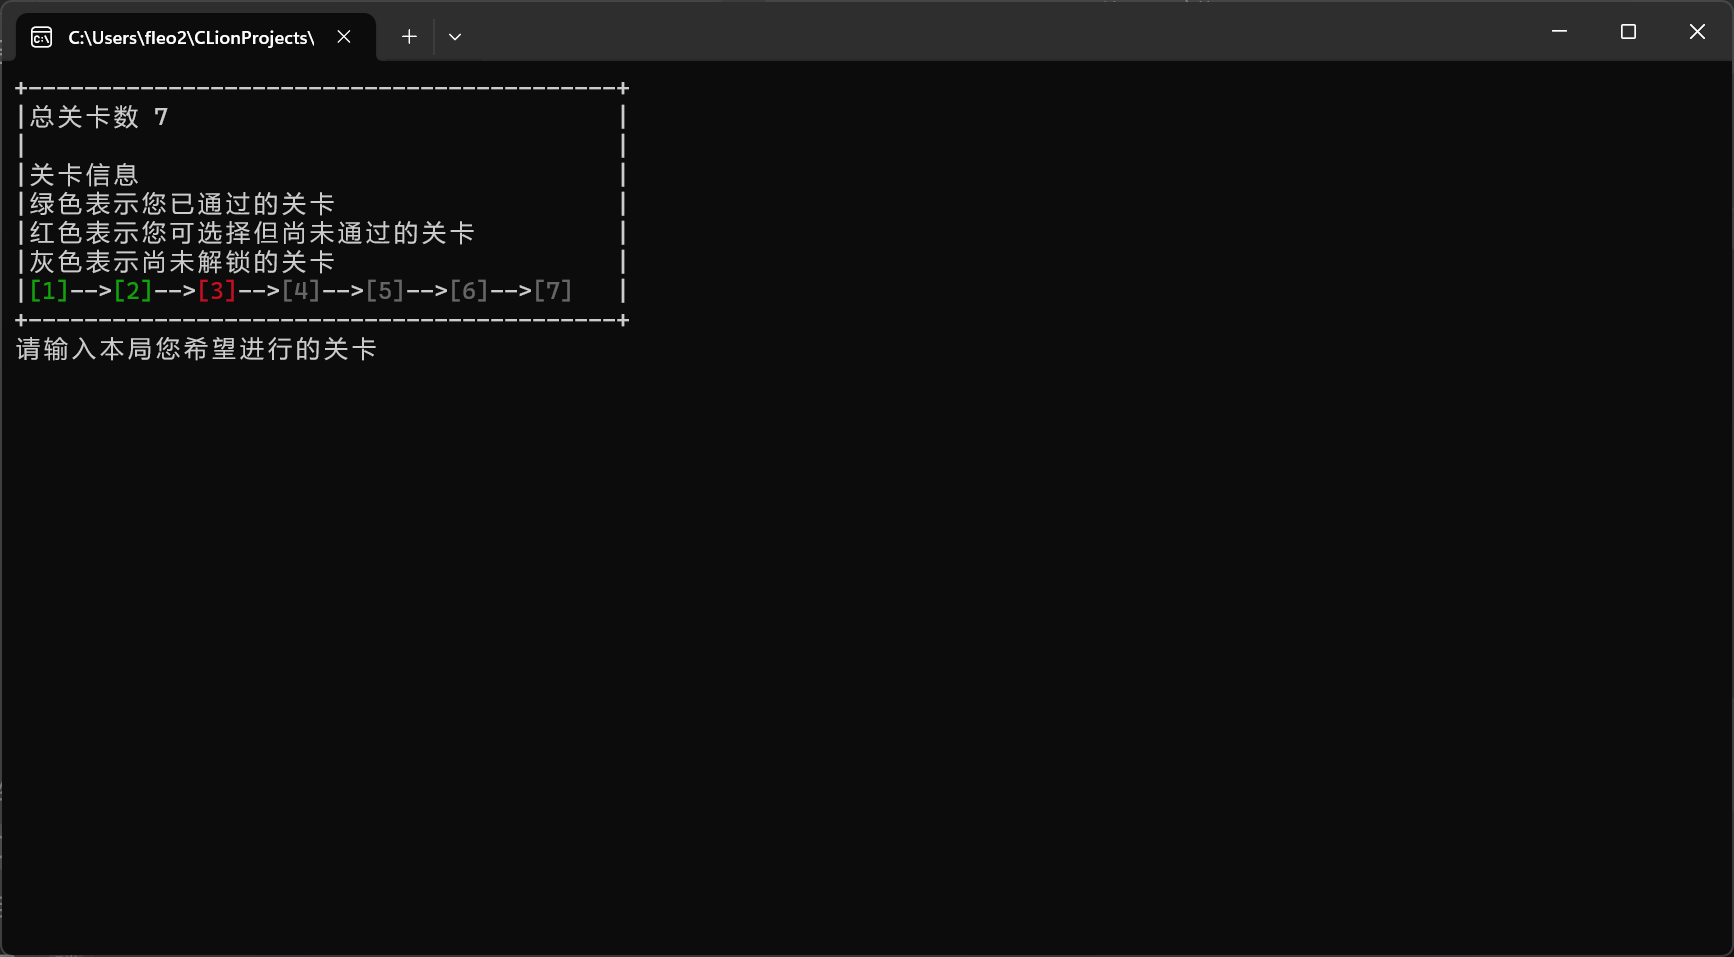 C:\Users\fleo2\CLionProjects\
+------------------------------------------+
|总关卡数 7                                |
|                                          |
|关卡信息                                  |
|绿色表示您已通过的关卡                    |
|红色表示您可选择但尚未通过的关卡          |
|灰色表示尚未解锁的关卡                    |
|[1]-->[2]-->[3]-->[4]-->[5]-->[6]-->[7]   |
+------------------------------------------+
请输入本局您希望进行的关卡